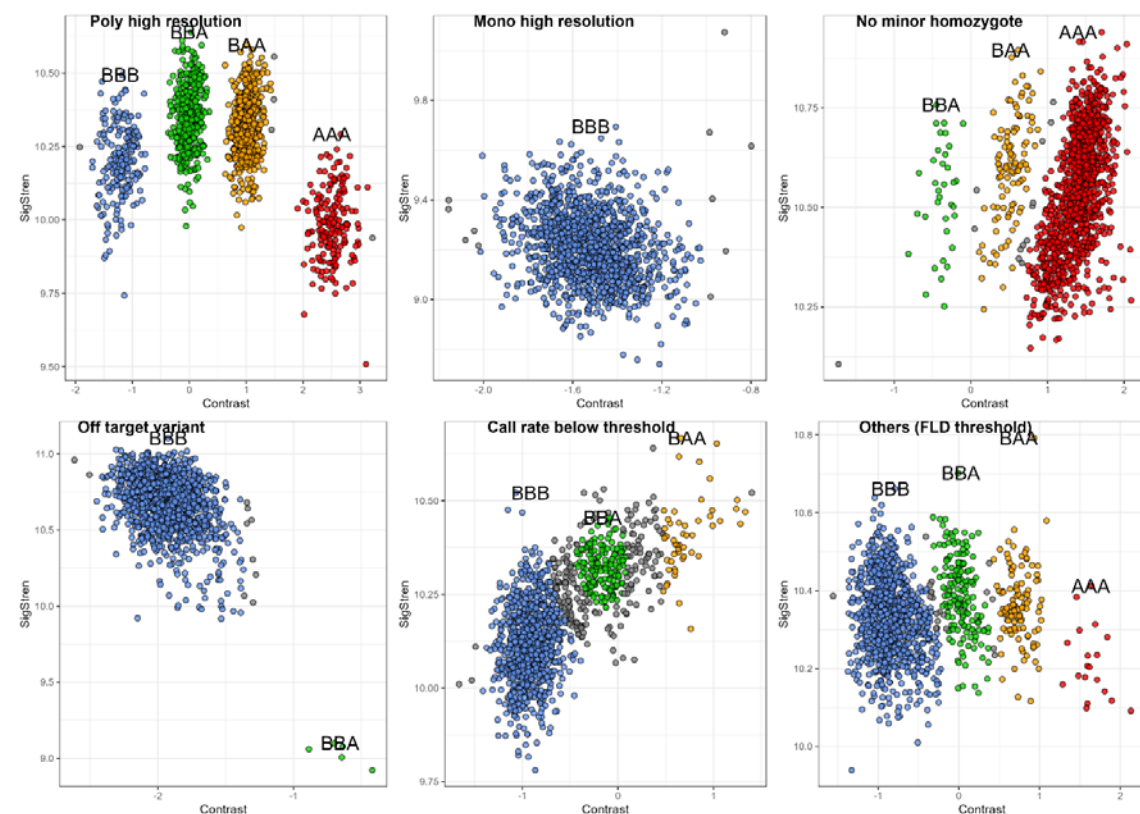 Poly high resolution
BBB
BBA
BAA
AAA
SigStren
10.50
10.25
10.00
9.75
9.50
-2
-1
0
1
2
3
Contrast
Mono high resolution
BBB
SigStren
9.8
9.4
9.0
-2.0
-1.6
-1.2
-0.8
Contrast
No minor homozygote
BBA
BAA
AAA
SigStren
10.75
10.50
10.25
-1
0
1
2
Contrast
Off target variant
BBB
BBA
SigStren
11.0
10.5
10.0
9.5
9.0
-2
-1
Contrast
Call rate below threshold
BBB
BBA
BAA
SigStren
10.50
10.25
10.00
9.75
-1
0
1
Contrast
Others (FLD threshold)
BBB
BBA
BAA
AAA
SigStren
10.8
10.6
10.4
10.2
10.0
-1
0
1
2
Contrast